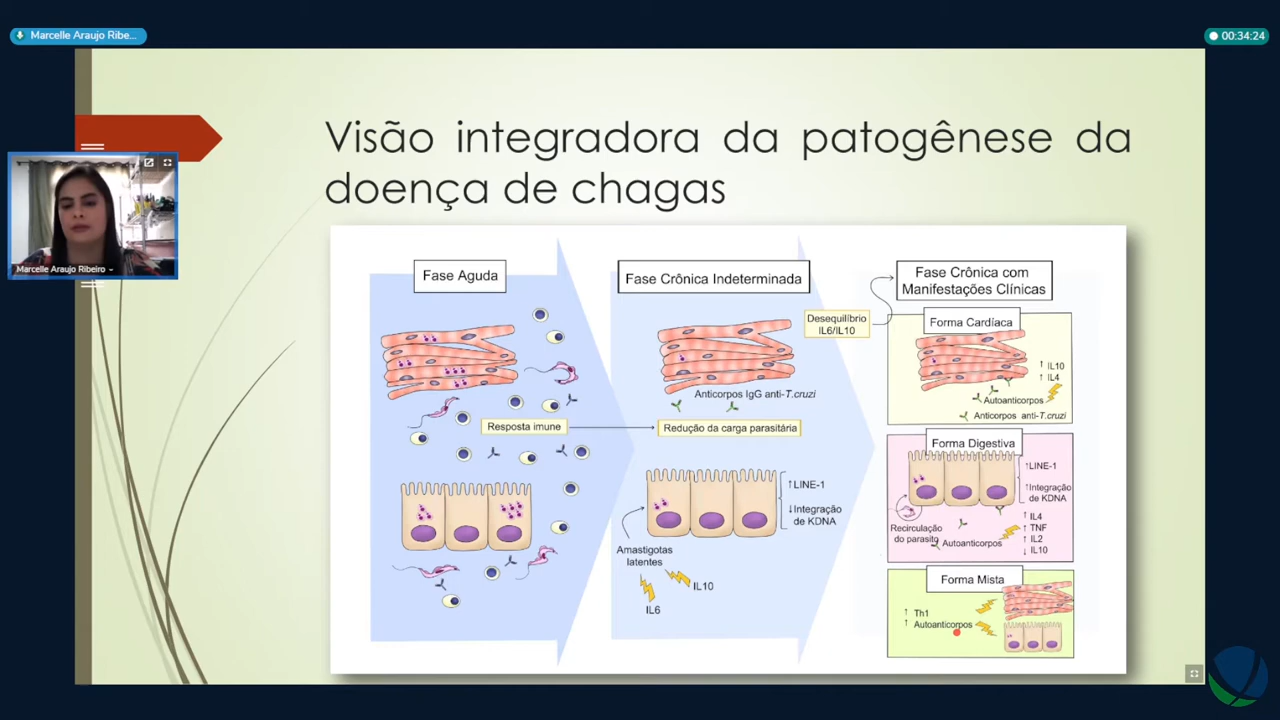 Marcelle Araujo Ribe...
00:34:24
Visão integradora da patogênese da
doença de chagas
Marcelle Araujo Ribeiro -
Fase Aguda
Resposta imune
Fase Crônica Indeterminada
Anticorpos IgG anti-T.cruzi
Redução da carga parasitária
↑LINE-1
↓Integração
de KDNA
Amastigotas
latentes
IL10
IL6
Desequilíbrio
IL6/IL10
Fase Crônica com
Manifestações Clínicas
Forma Cardíaca
↑ IL10
↑ IL4
Autoanticorpos
Anticorpos anti-T.cruzi
Forma Digestiva
↑LINE-1
↑Integração
de KDNA
Recirculação
do parasito
Autoanticorpos
↑ IL4
↑ TNF
↑ IL2
↓ IL10
Forma Mista
↑ Th1
↑ Autoanticorpos